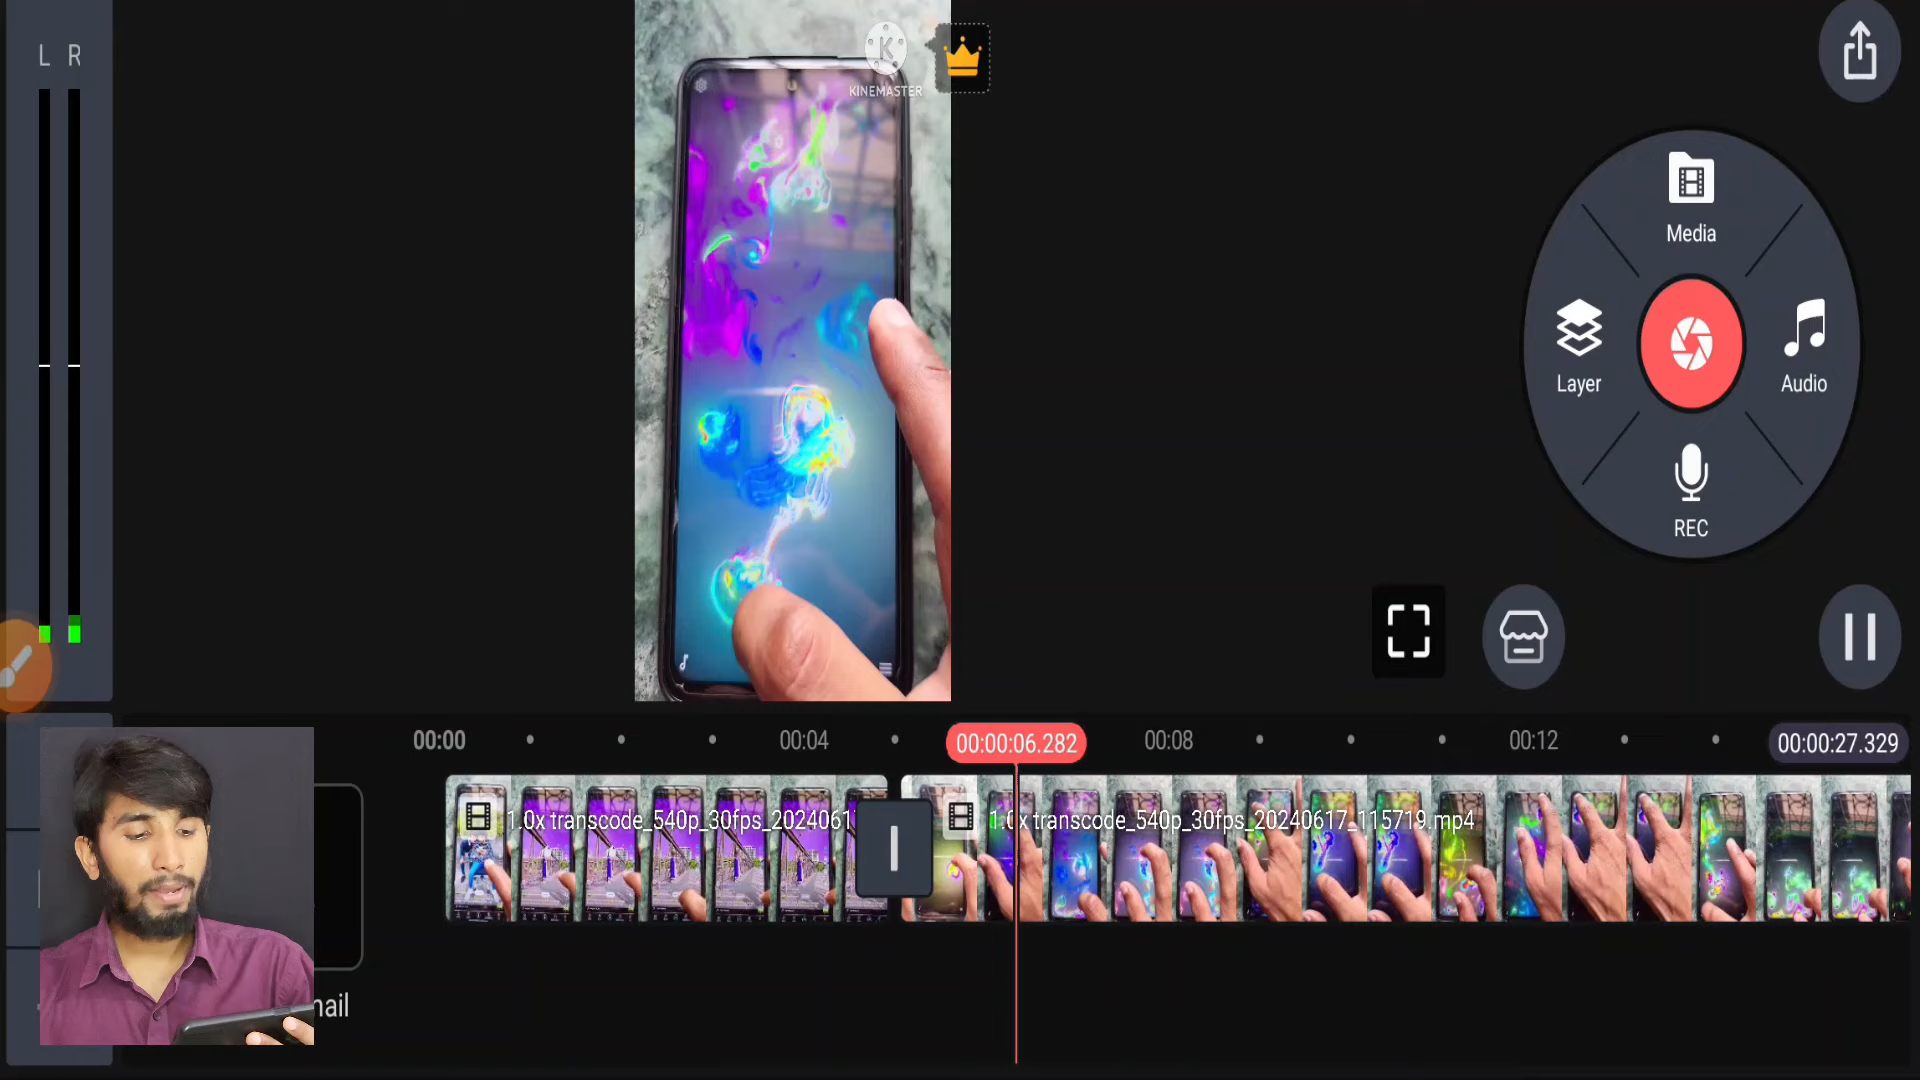 L R
K
KINEMASTER
Media
Layer
Audio
REC
00:00
00:04
00:00:06.282
00:08
00:12
00:00:27.329
1.0x transcode_540p_30fps_2024061
1.0x transcode_540p_30fps_20240617_115719.mp4
nail